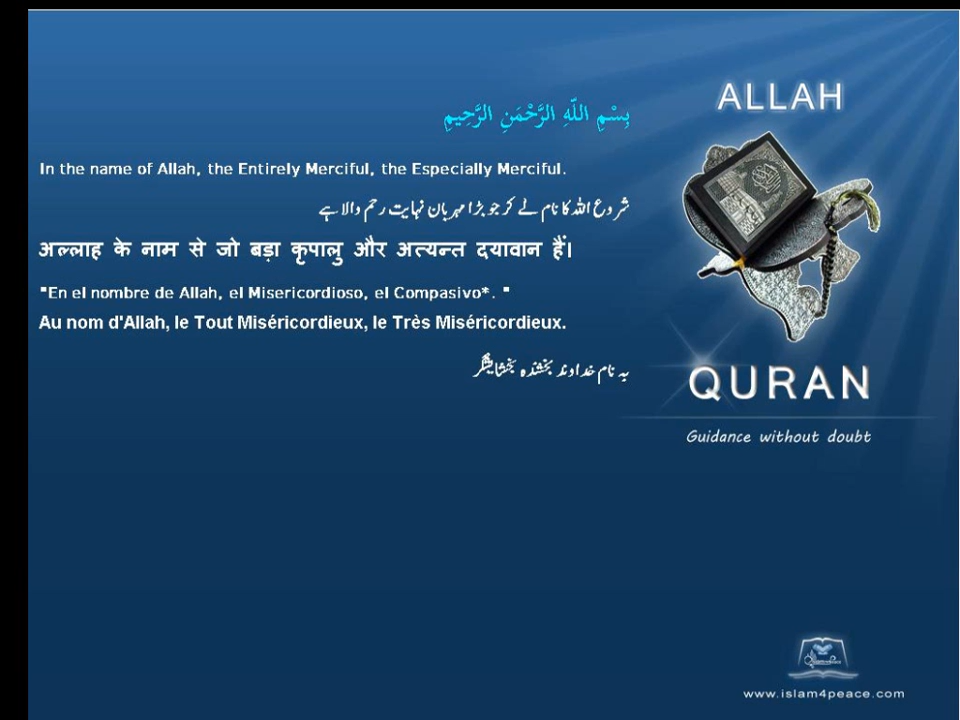 بِسْمِ اللّهِ الرَّحْمَنِ الرَّحِيمِ
In the name of Allah, the Entirely Merciful, the Especially Merciful.
شروع اللہ کا نام لے کر جو بڑا مہربان نہایت رحم والا ہے
अल्लाह के नाम से जो बड़ा कृपालु और अत्यन्त दयावान हैं।
"En el nombre de Allah, el Misericordioso, el Compasivo*. "
Au nom d'Allah, le Tout Miséricordieux, le Très Miséricordieux.
به نام خداوند بخشنده بخشایشگر
ALLAH
QURAN
Guidance without doubt
www.islam4peace.com